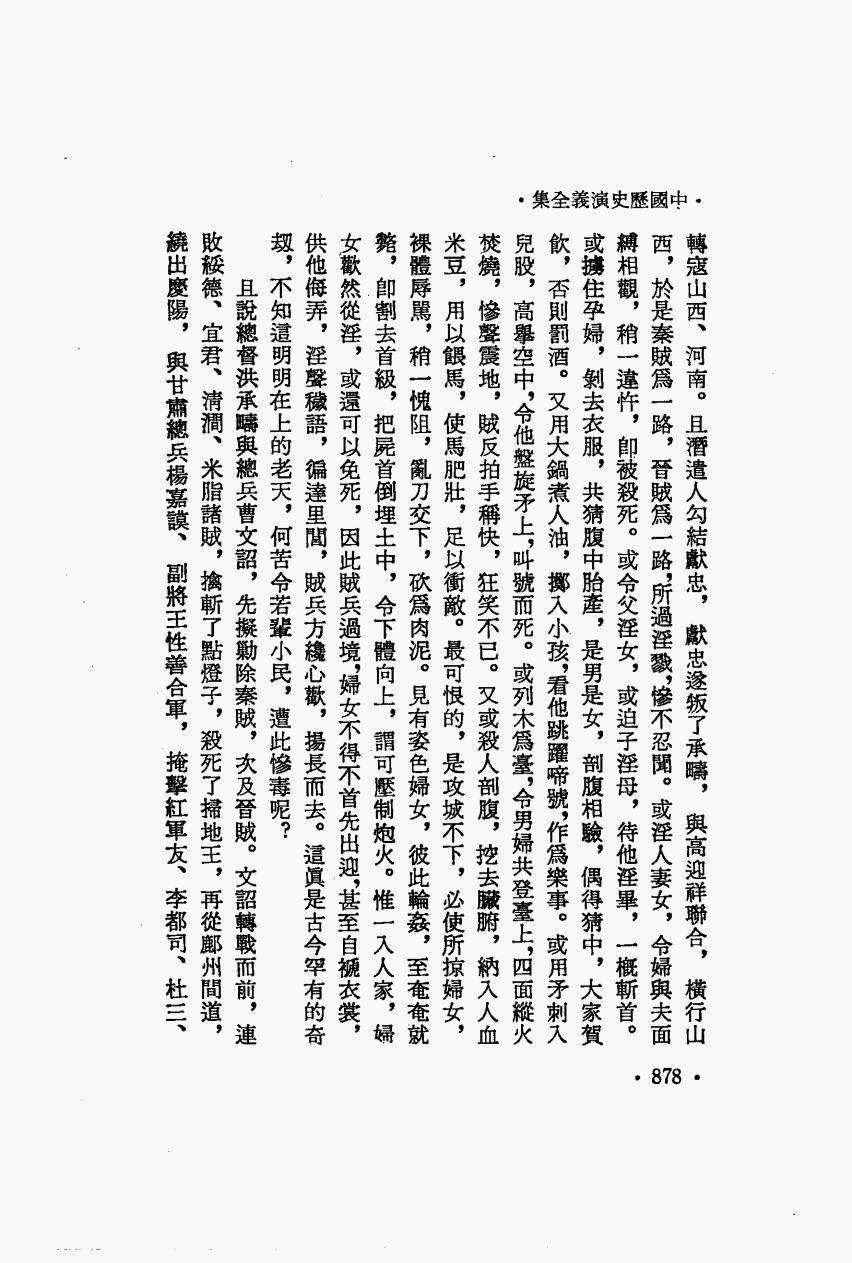 ·中國歷史演義全集·
轉寇山西、河南。且潛遣人勾結獻忠，獻忠遂叛了承疇，與高迎祥聯合，橫行山
西，於是秦賊爲一路，晉賊爲一路，所過淫戮，慘不忍聞。或淫人妻女，令婦與夫面
縛相觀，稍一違忤，卽被殺死。或令父淫女，或迫子淫母，待他淫畢，一概斬首。
或擄住孕婦，剝去衣服，共猜腹中胎產，是男是女，剖腹相驗，偶得猜中，大家賀
飲，否則罰酒。又用大鍋煮人油，擲入小孩，看他跳躍啼號，作爲樂事。或用矛刺入
兒股，高舉空中，令他盤旋矛上，叫號而死。或列木爲臺，令男婦共登臺上，四面縱火
焚燒，慘聲震地，賊反拍手稱快，狂笑不已。又或殺人剖腹，挖去臟腑，納入人血
米豆，用以餵馬，使馬肥壯，足以衝敵。最可恨的，是攻城不下，必使所掠婦女，
裸體辱罵，稍一愧阻，亂刀交下，砍爲肉泥。見有姿色婦女，彼此輪姦，至奄奄就
斃，卽割去首級，把屍首倒埋土中，令下體向上，謂可壓制炮火。惟一入人家，婦
女歡然從淫，或還可以免死，因此賊兵過境，婦女不得不首先出迎，甚至自褫衣裳，
供他侮弄，淫聲穢語，徧達里閭，賊兵方纔心歡，揚長而去。這眞是古今罕有的奇
刼，不知這明明在上的老天，何苦令若輩小民，遭此慘毒呢？
且說總督洪承疇與總兵曹文詔，先擬勦除秦賊，次及晉賊。文詔轉戰而前，連
敗綏德、宜君、清澗、米脂諸賊，擒斬了點燈子，殺死了掃地王，再從鄜州間道，
繞出慶陽，與甘肅總兵楊嘉謨、副將王性善合軍，掩擊紅軍友、李都司、杜三、
·878·